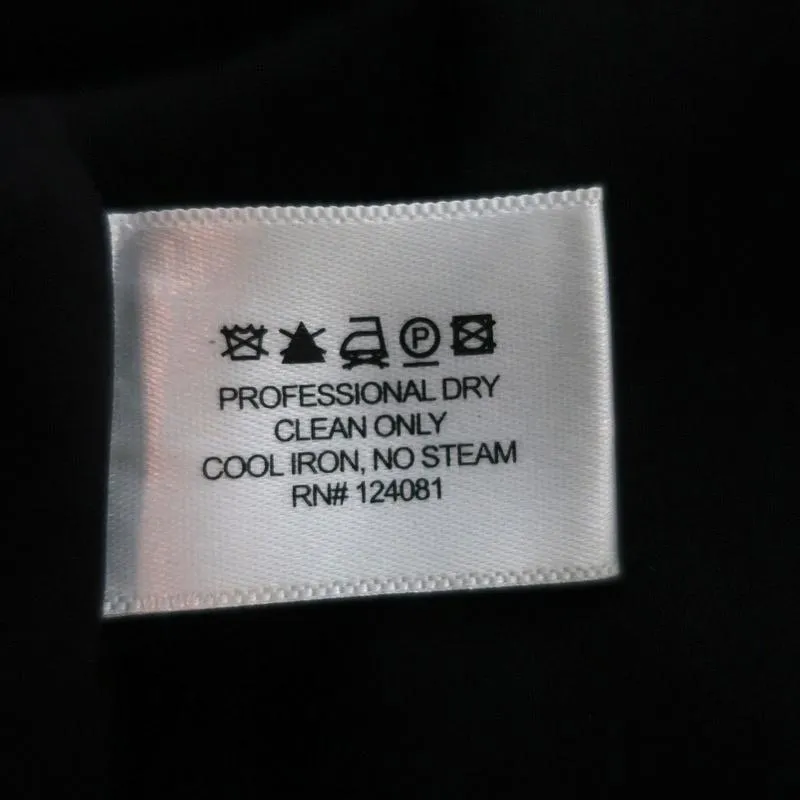 P
PROFESSIONAL DRY
CLEAN ONLY
COOL IRON, NO STEAM
RN# 124081